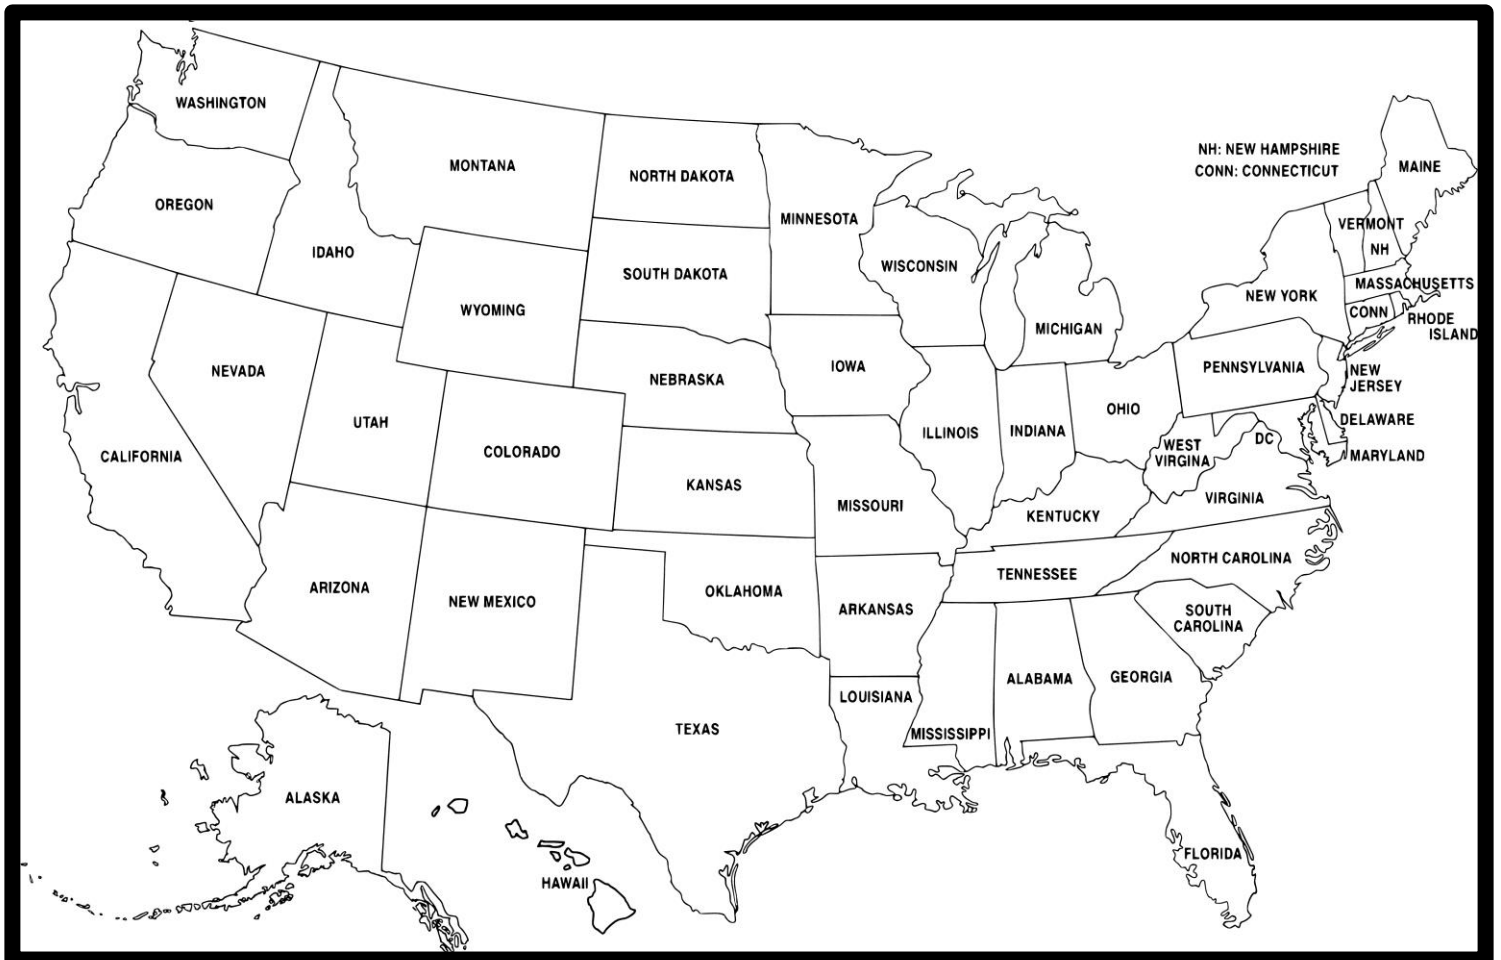 WASHINGTON
MONTANA
NORTH DAKOTA
MINNESOTA
NH: NEW HAMPSHIRE
CONN: CONNECTICUT
MAINE
OREGON
IDAHO
SOUTH DAKOTA
WISCONSIN
VERMONT
NH
WYOMING
NEW YORK
MASSACHUSETTS
CONN
RHODE
ISLAND
MICHIGAN
NEVADA
NEBRASKA
IOWA
PENNSYLVANIA
NEW
JERSEY
UTAH
OHIO
DELAWARE
CALIFORNIA
COLORADO
ILLINOIS
INDIANA
WEST
VIRGINA
DC
MARYLAND
KANSAS
MISSOURI
KENTUCKY
VIRGINIA
ARIZONA
NEW MEXICO
OKLAHOMA
ARKANSAS
TENNESSEE
NORTH CAROLINA
SOUTH
CAROLINA
LOUISIANA
ALABAMA
GEORGIA
TEXAS
MISSISSIPPI
ALASKA
HAWAII
FLORIDA